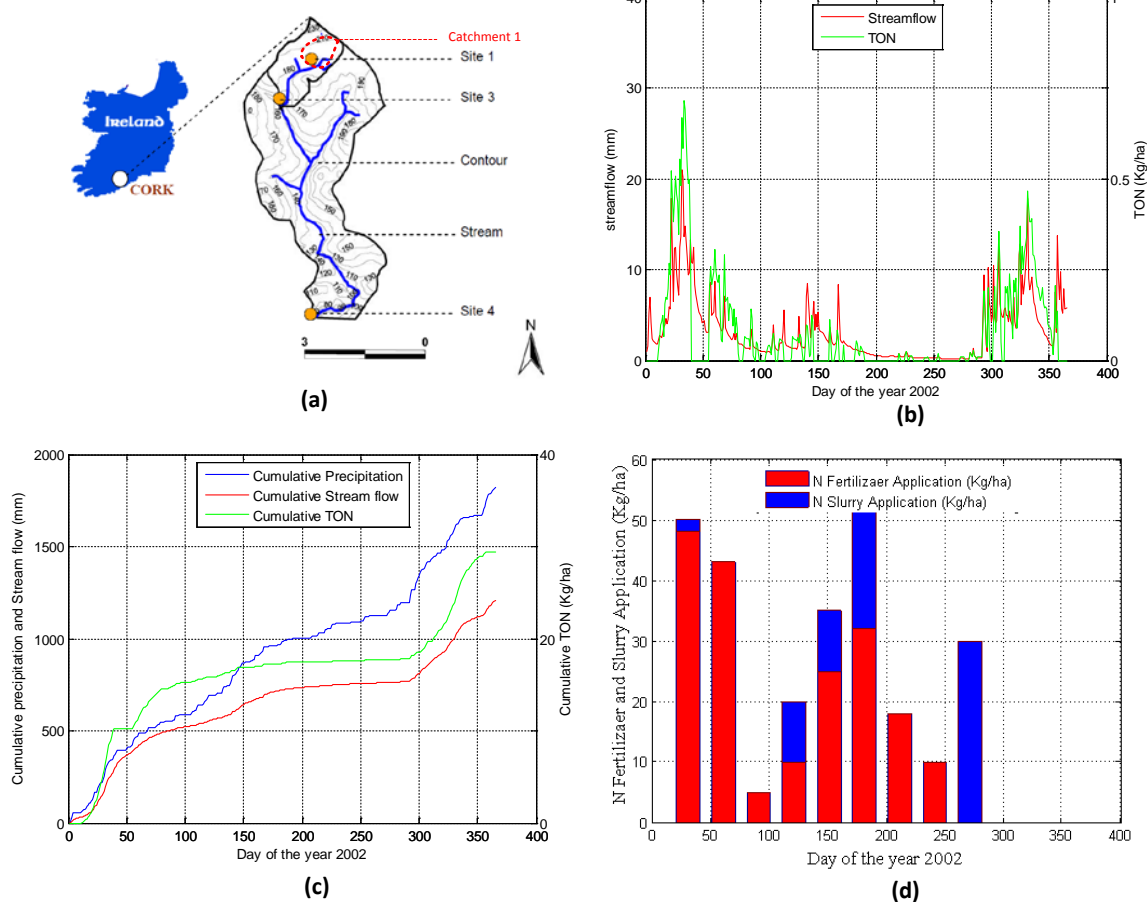 Catchment 1
Site 1
Site 3
Contour
Stream
Site 4
IRELAND
CORK
3 0
N
(a)
Streamflow
TON
streamflow (mm)
30
20
10
0
0.5
0
TON (Kg/ha)
0 50 100 150 200 250 300 350 400
Day of the year 2002
(b)
Cumulative Precipitation
Cumulative Stream flow
Cumulative TON
Cumulative precipitation and Stream flow (mm)
2000
1500
1000
500
0
40
20
0
Cumulative TON (Kg/ha)
0 50 100 150 200 250 300 350 400
Day of the year 2002
(c)
N Fertilizaer Application (Kg/ha)
N Slurry Application (Kg/ha)
N Fertilizaer and Slurry Application (Kg/ha)
60
50
40
30
20
10
0
0 50 100 150 200 250 300 350 400
Day of the year 2002
(d)